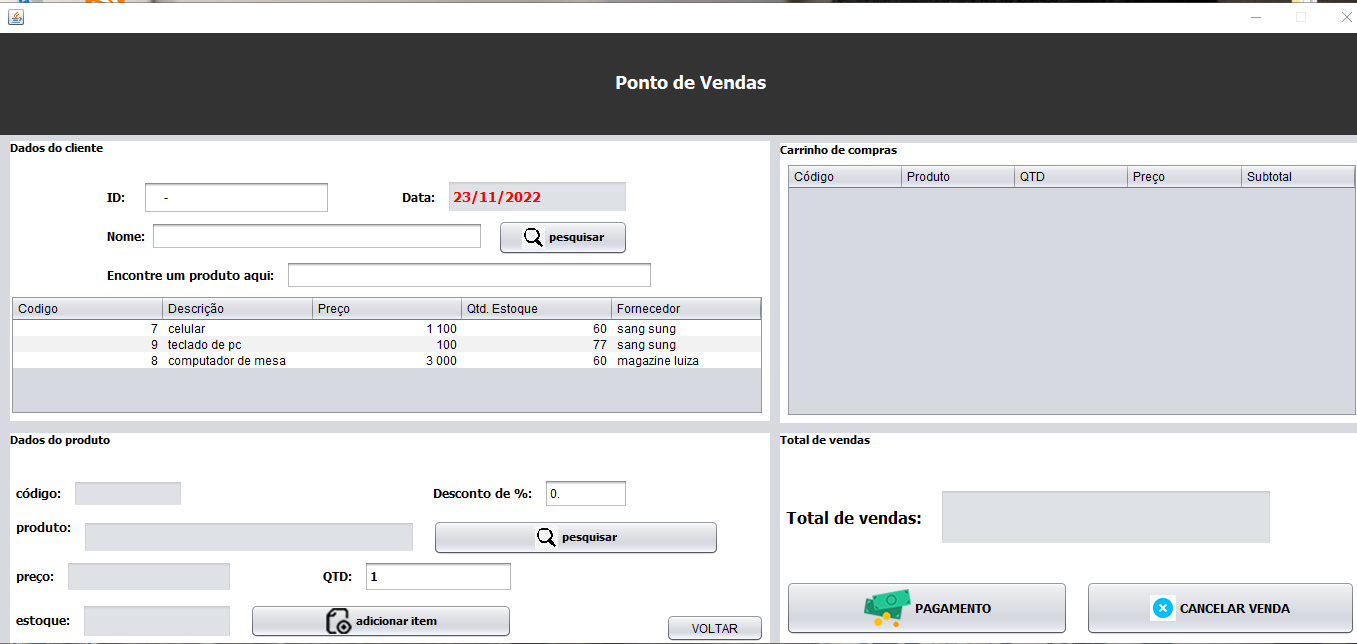 Ponto de Vendas
Dados do cliente
ID: -
Data: 23/11/2022
Nome:
pesquisar
Encontre um produto aqui:
Codigo Descrição Preço Qtd. Estoque Fornecedor
7 celular 1 100 60 sang sung
9 teclado de pc 100 77 sang sung
8 computador de mesa 3 000 60 magazine luiza
Carrinho de compras
Código Produto QTD Preço Subtotal
Dados do produto
código:
Desconto de %: 0.
produto:
pesquisar
preço:
QTD: 1
estoque:
adicionar item
VOLTAR
Total de vendas
Total de vendas:
PAGAMENTO
CANCELAR VENDA